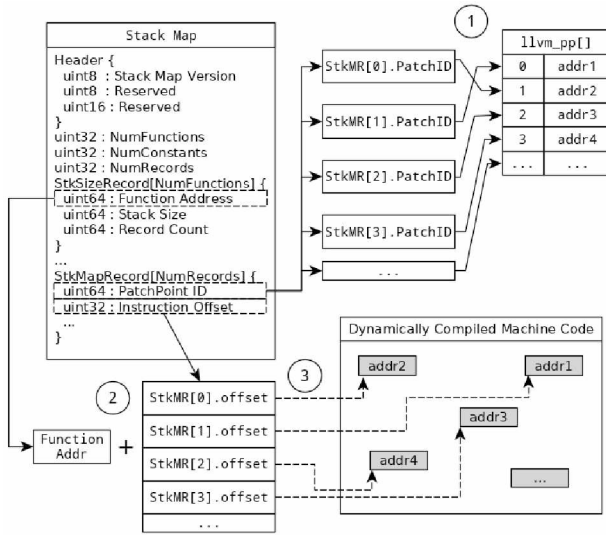 Stack Map
Header {
uint8 : Stack Map Version
uint8 : Reserved
uint16 : Reserved
}
uint32 : NumFunctions
uint32 : NumConstants
uint32 : NumRecords
StkSizeRecord[NumFunctions] {
uint64 : Function Address
uint64 : Stack Size
uint64 : Record Count
}
...
StkMapRecord[NumRecords] {
uint64 : PatchPoint ID
uint32 : Instruction Offset
...
}
1
StkMR[0].PatchID
StkMR[1].PatchID
StkMR[2].PatchID
StkMR[3].PatchID
...
llvm_pp[]
0 addr1
1 addr2
2 addr3
3 addr4
... ...
2
Function
Addr
+
StkMR[0].offset
StkMR[1].offset
StkMR[2].offset
StkMR[3].offset
...
3
Dynamically Compiled Machine Code
addr2
addr1
addr3
addr4
...